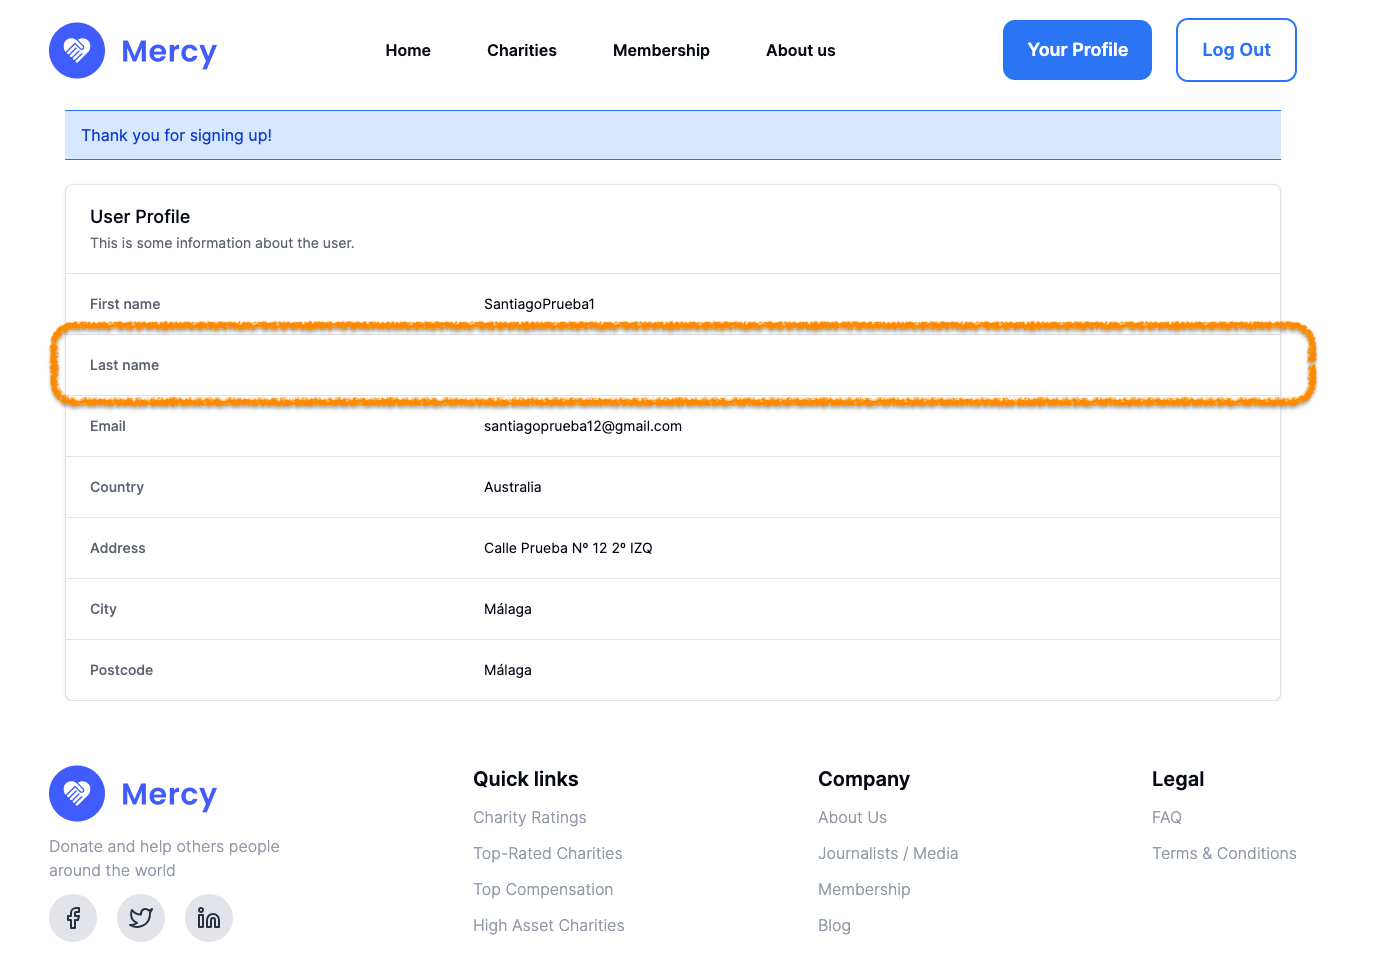 Mercy
Home Charities Membership About us Your Profile Log Out
Thank you for signing up!
User Profile
This is some information about the user.
First name SantiagoPrueba1
Last name
Email santiagoprueba12@gmail.com
Country Australia
Address Calle Prueba Nº 12 2º IZQ
City Málaga
Postcode Málaga
Mercy
Donate and help others people
around the world
Quick links
Charity Ratings
Top-Rated Charities
Top Compensation
High Asset Charities
Company
About Us
Journalists / Media
Membership
Blog
Legal
FAQ
Terms & Conditions